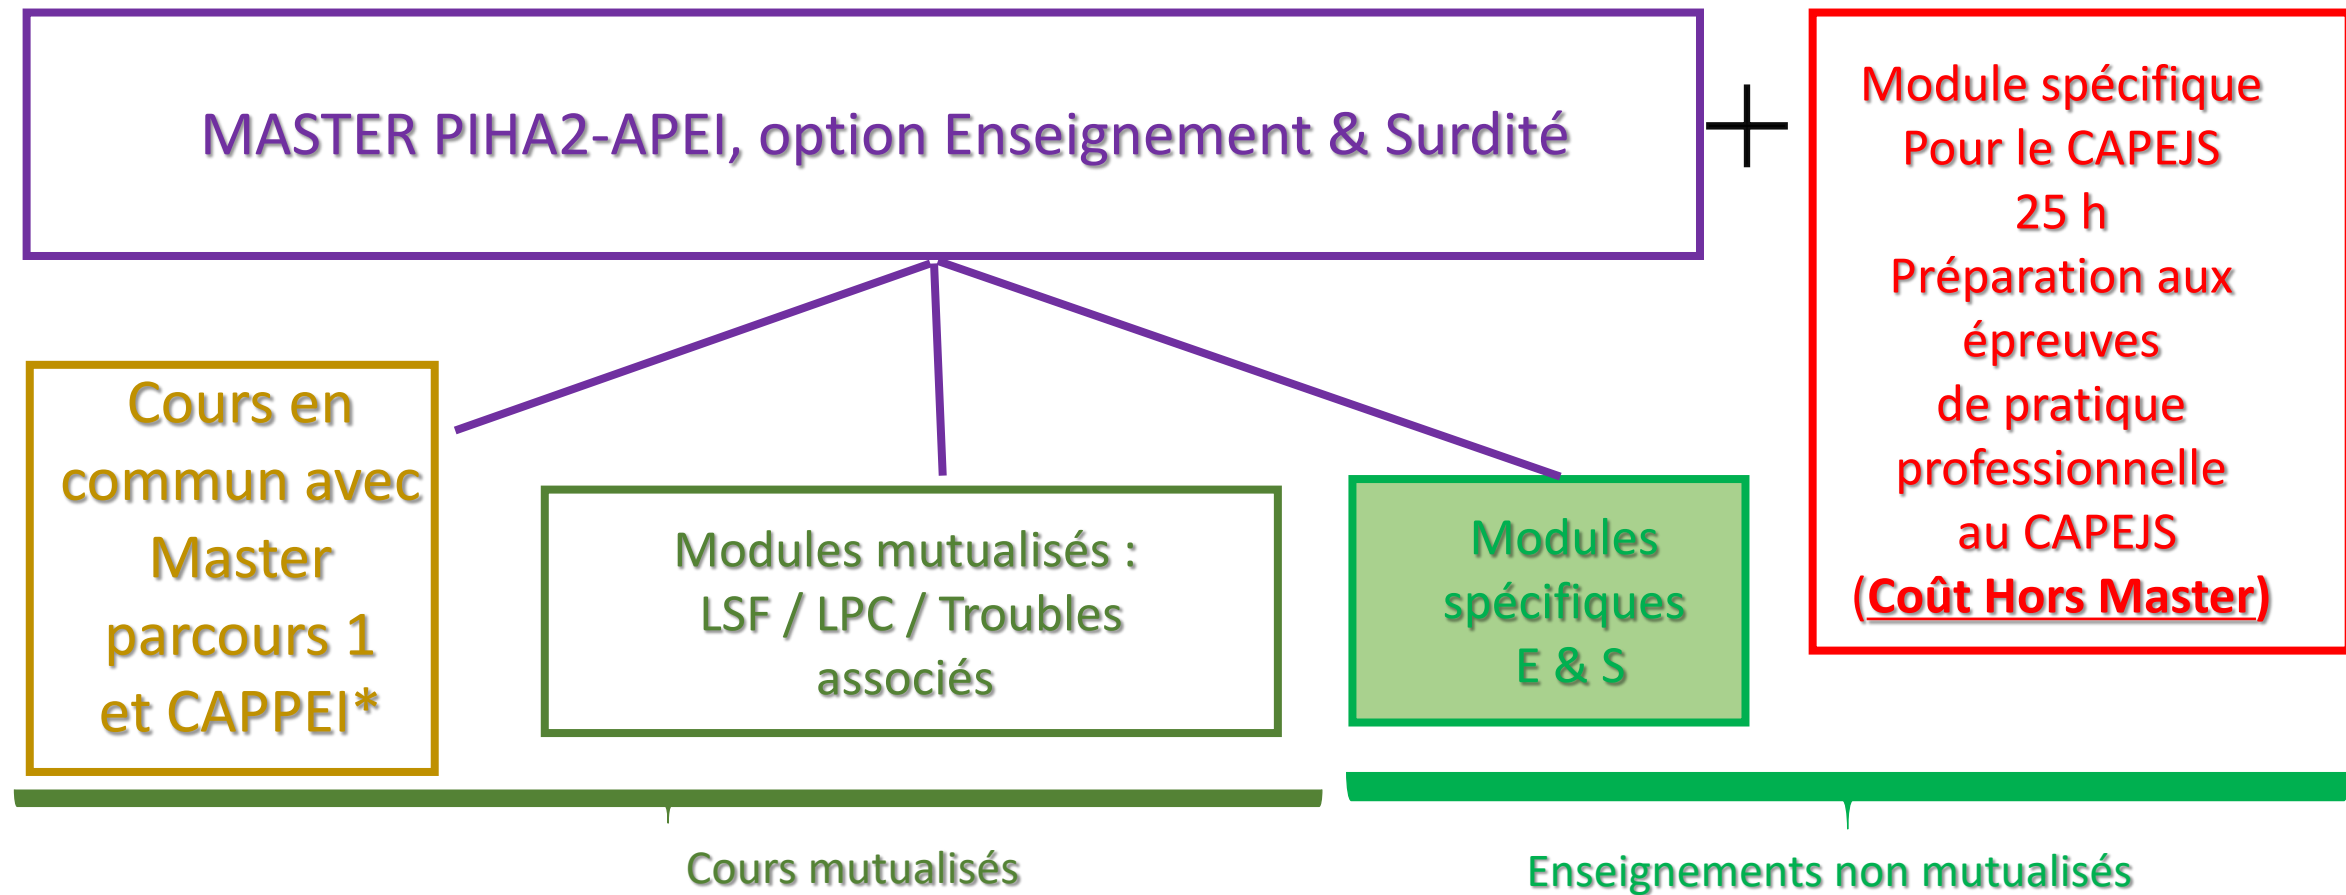 MASTER PIHA2-APEI, option Enseignement & Surdité
+
Module spécifique
Pour le CAPEJS
25 h
Préparation aux
épreuves
de pratique
professionnelle
au CAPEJS
(Coût Hors Master)
Cours en
commun avec
Master
parcours 1
et CAPPEI*
Modules mutualisés :
LSF / LPC / Troubles
associés
Modules
spécifiques
E & S
Cours mutualisés
Enseignements non mutualisés